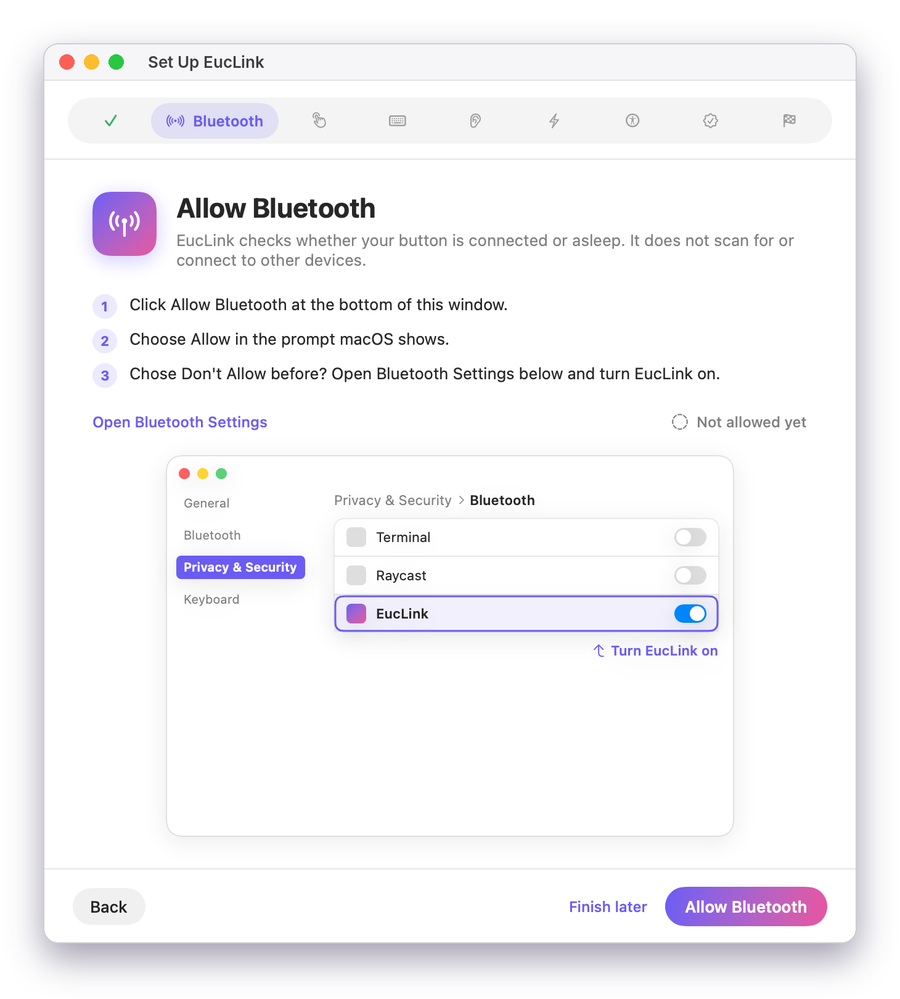 Set Up EucLink
Bluetooth
Allow Bluetooth
EucLink checks whether your button is connected or asleep. It does not scan for or
connect to other devices.
1 Click Allow Bluetooth at the bottom of this window.
2 Choose Allow in the prompt macOS shows.
3 Chose Don't Allow before? Open Bluetooth Settings below and turn EucLink on.
Open Bluetooth Settings
Not allowed yet
General
Bluetooth
Privacy & Security
Keyboard
Privacy & Security > Bluetooth
Terminal
Raycast
EucLink
Turn EucLink on
Back
Finish later
Allow Bluetooth